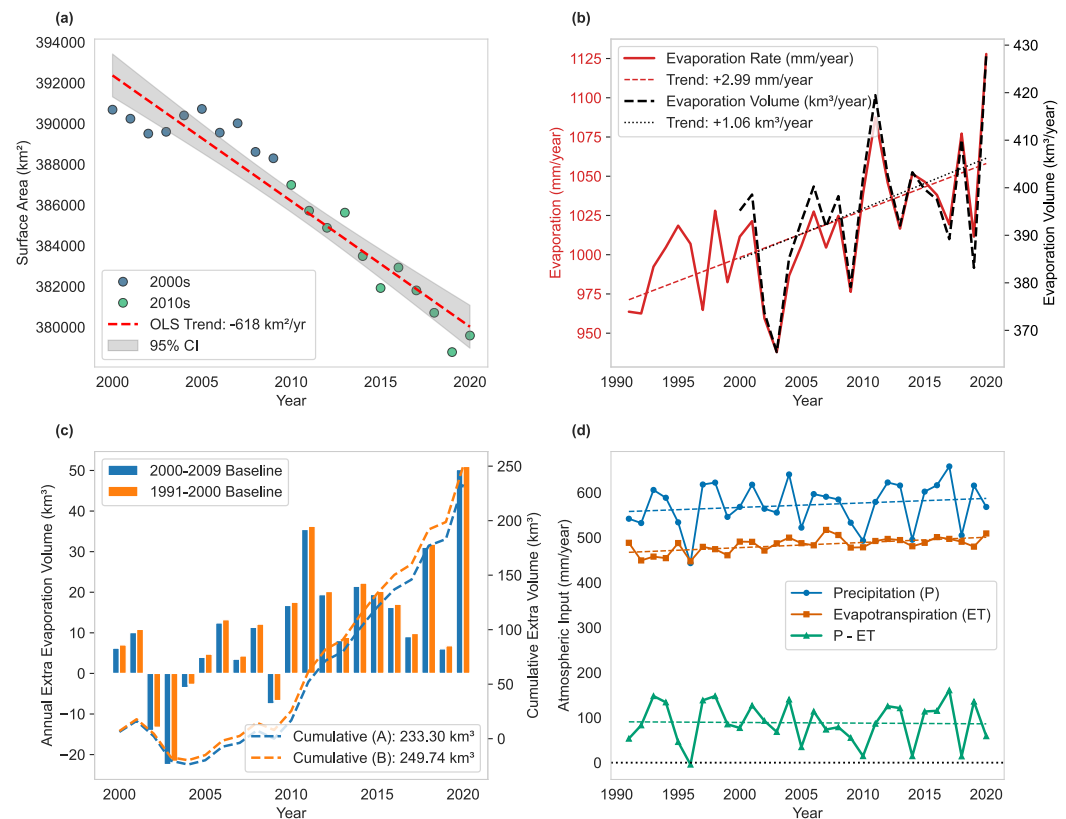 (a)
394000
392000
390000
388000
386000
384000
382000
380000
Surface Area (km²)
2000s
2010s
OLS Trend: -618 km²/yr
95% CI
2000 2005 2010 2015 2020
Year
(b)
1125
1100
1075
1050
1025
1000
975
950
Evaporation (mm/year)
Evaporation Rate (mm/year)
Trend: +2.99 mm/year
Evaporation Volume (km³/year)
Trend: +1.06 km³/year
430
420
410
400
390
380
370
Evaporation Volume (km³/year)
1990 1995 2000 2005 2010 2015 2020
Year
(c)
50
40
30
20
10
0
−10
−20
Annual Extra Evaporation Volume (km³)
2000-2009 Baseline
1991-2000 Baseline
Cumulative (A): 233.30 km³
Cumulative (B): 249.74 km³
250
200
150
100
50
0
Cumulative Extra Volume (km³)
2000 2005 2010 2015 2020
Year
(d)
600
500
400
300
200
100
0
Atmospheric Input (mm/year)
Precipitation (P)
Evapotranspiration (ET)
P - ET
1990 1995 2000 2005 2010 2015 2020
Year